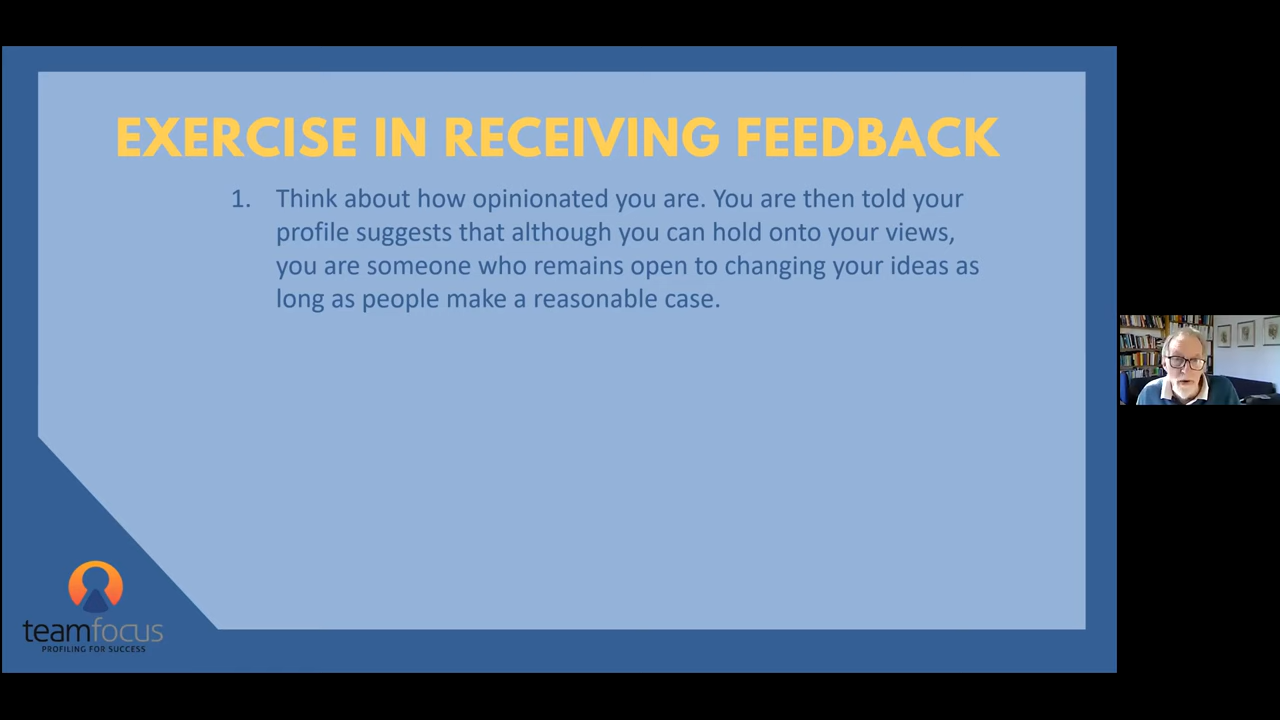 EXERCISE IN RECEIVING FEEDBACK
1. Think about how opinionated you are. You are then told your
profile suggests that although you can hold onto your views,
you are someone who remains open to changing your ideas as
long as people make a reasonable case.
teamfocus
PROFILING FOR SUCCESS